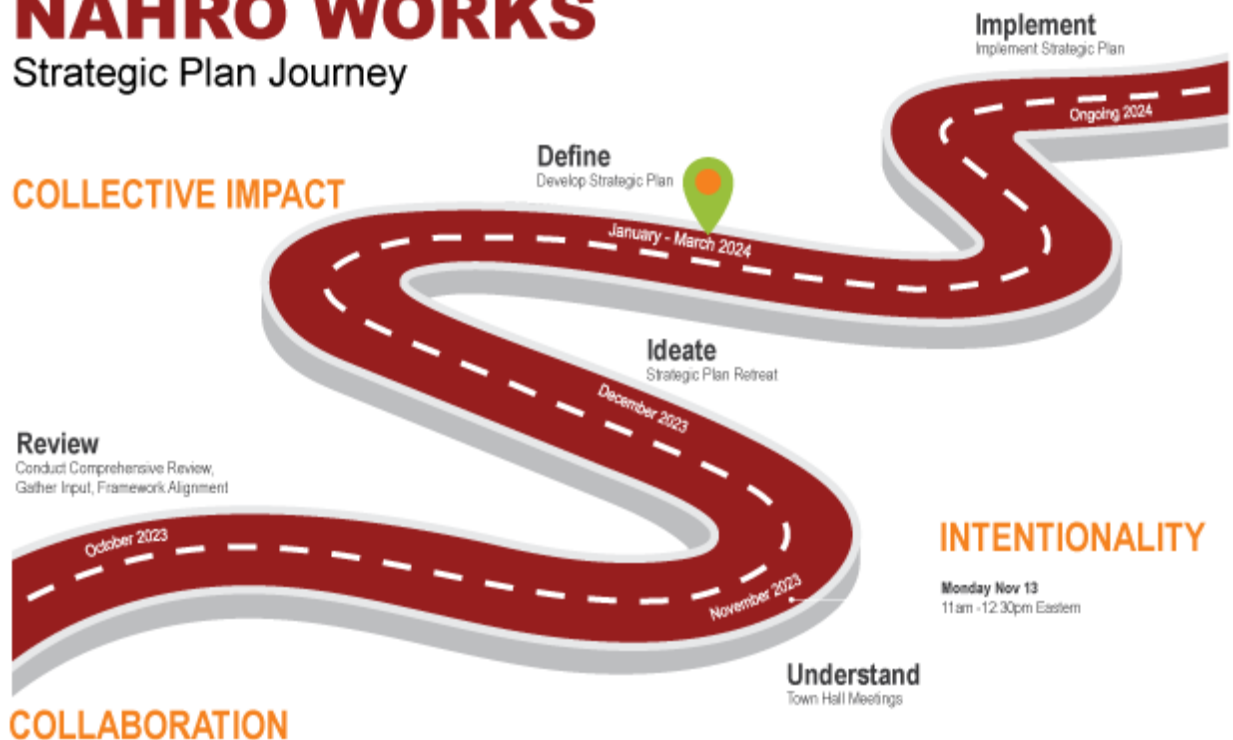 NAHRO WORKS
Strategic Plan Journey
Implement
Implement Strategic Plan
Ongoing 2024
Define
Develop Strategic Plan
COLLECTIVE IMPACT
January - March 2024
Ideate
Strategic Plan Retreat
December 2023
Review
Conduct Comprehensive Review,
Gather Input, Framework Alignment
October 2023
INTENTIONALITY
Monday Nov 13
11am -12.30pm Eastern
November 2023
Understand
Town Hall Meetings
COLLABORATION